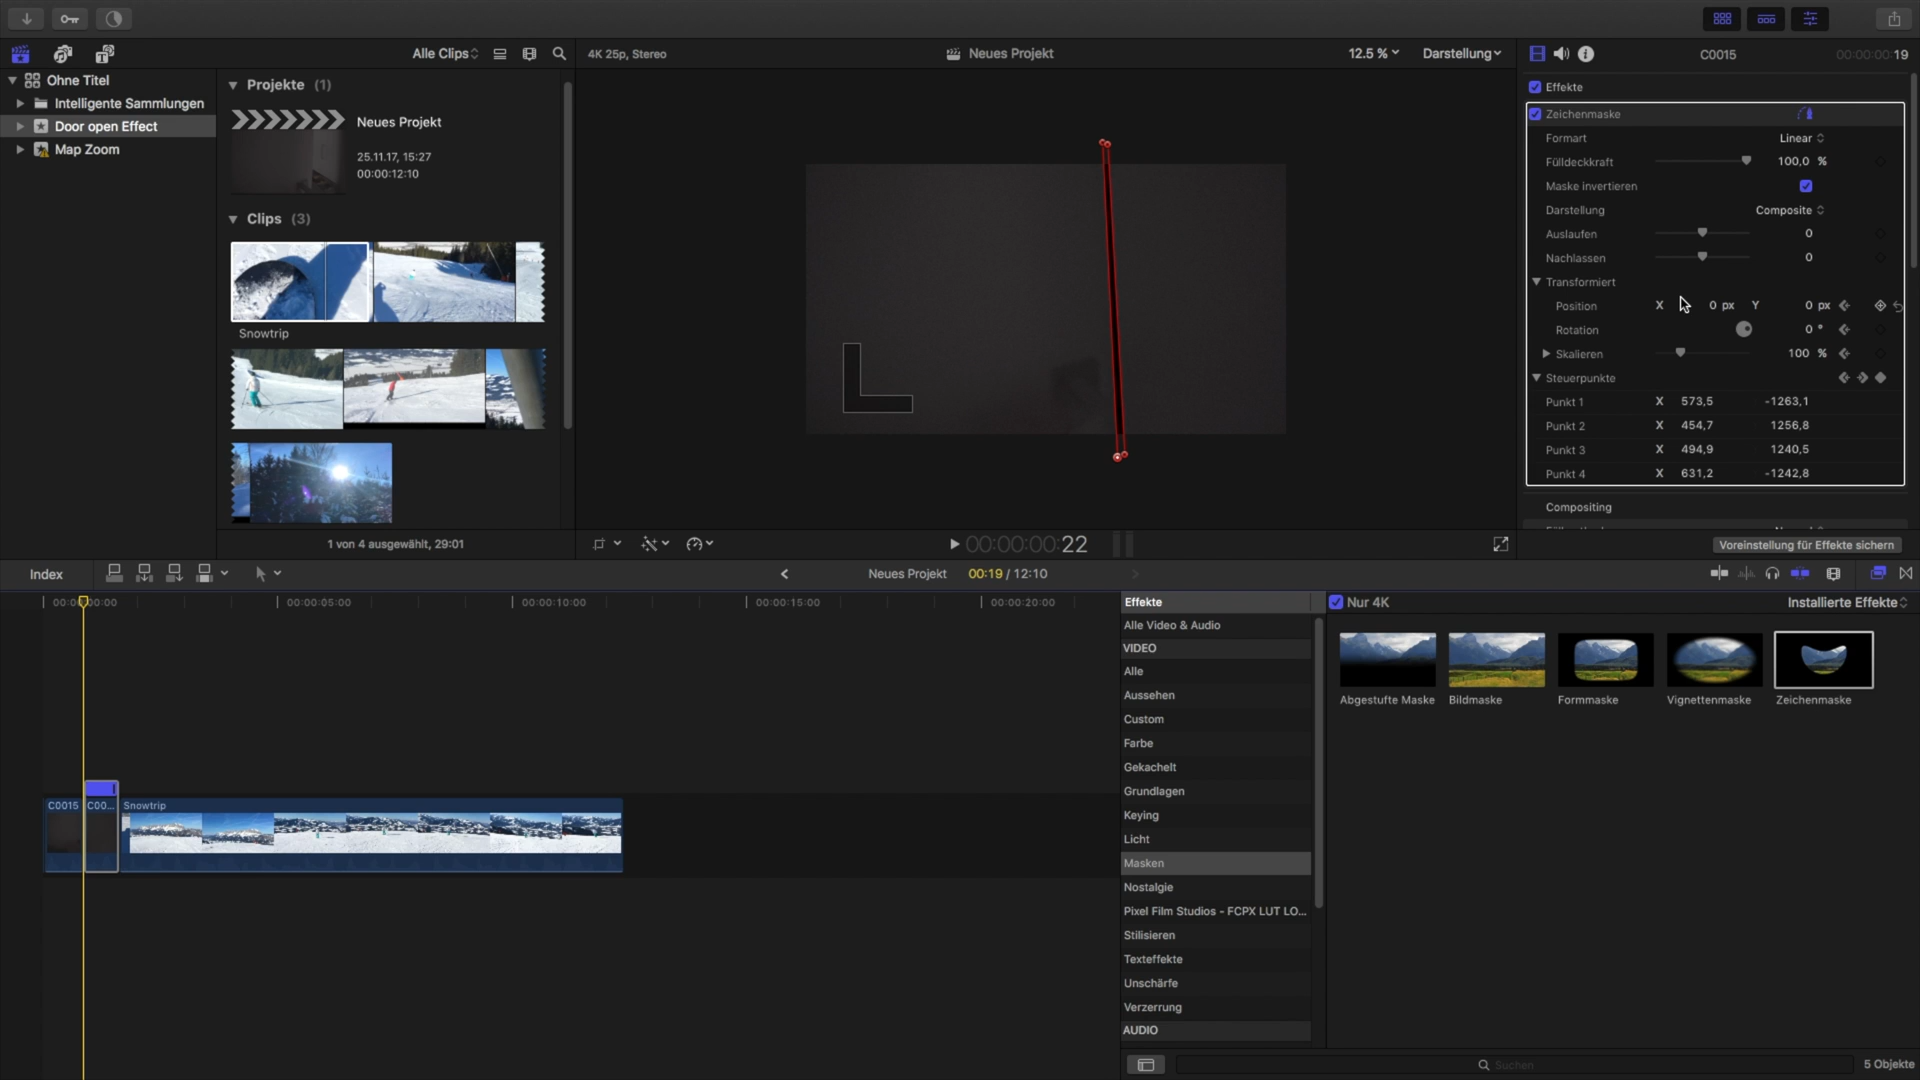 Alle Clips
4K 25p, Stereo
Neues Projekt
12.5 %
Darstellung
C0015
00:00:00:19
Ohne Titel
Intelligente Sammlungen
Door open Effect
Map Zoom
Projekte (1)
Neues Projekt
25.11.17, 15:27
00:00:12:10
Clips (3)
Snowtrip
1 von 4 ausgewählt, 29:01
00:00:00:22
Effekte
Zeichenmaske
Formart Linear
Fülldeckkraft 100,0 %
Maske invertieren
Darstellung Composite
Auslaufen 0
Nachlassen 0
Transformiert
Position X 0 px Y 0 px
Rotation 0 °
Skalieren 100 %
Steuerpunkte
Punkt 1 X 573,5 -1263,1
Punkt 2 X 454,7 1256,8
Punkt 3 X 494,9 1240,5
Punkt 4 X 631,2 -1242,8
Compositing
Voreinstellung für Effekte sichern
Index
Neues Projekt 00:19 / 12:10
00:00:05:00
00:00:10:00
00:00:15:00
00:00:20:00
C0015
C00...
Snowtrip
Effekte
Alle Video & Audio
VIDEO
Alle
Aussehen
Custom
Farbe
Gekachelt
Grundlagen
Keying
Licht
Masken
Nostalgie
Pixel Film Studios - FCPX LUT LO...
Stilisieren
Texteffekte
Unschärfe
Verzerrung
AUDIO
Nur 4K
Installierte Effekte
Abgestufte Maske
Bildmaske
Formmaske
Vignettenmaske
Zeichenmaske
Suchen
5 Objekte